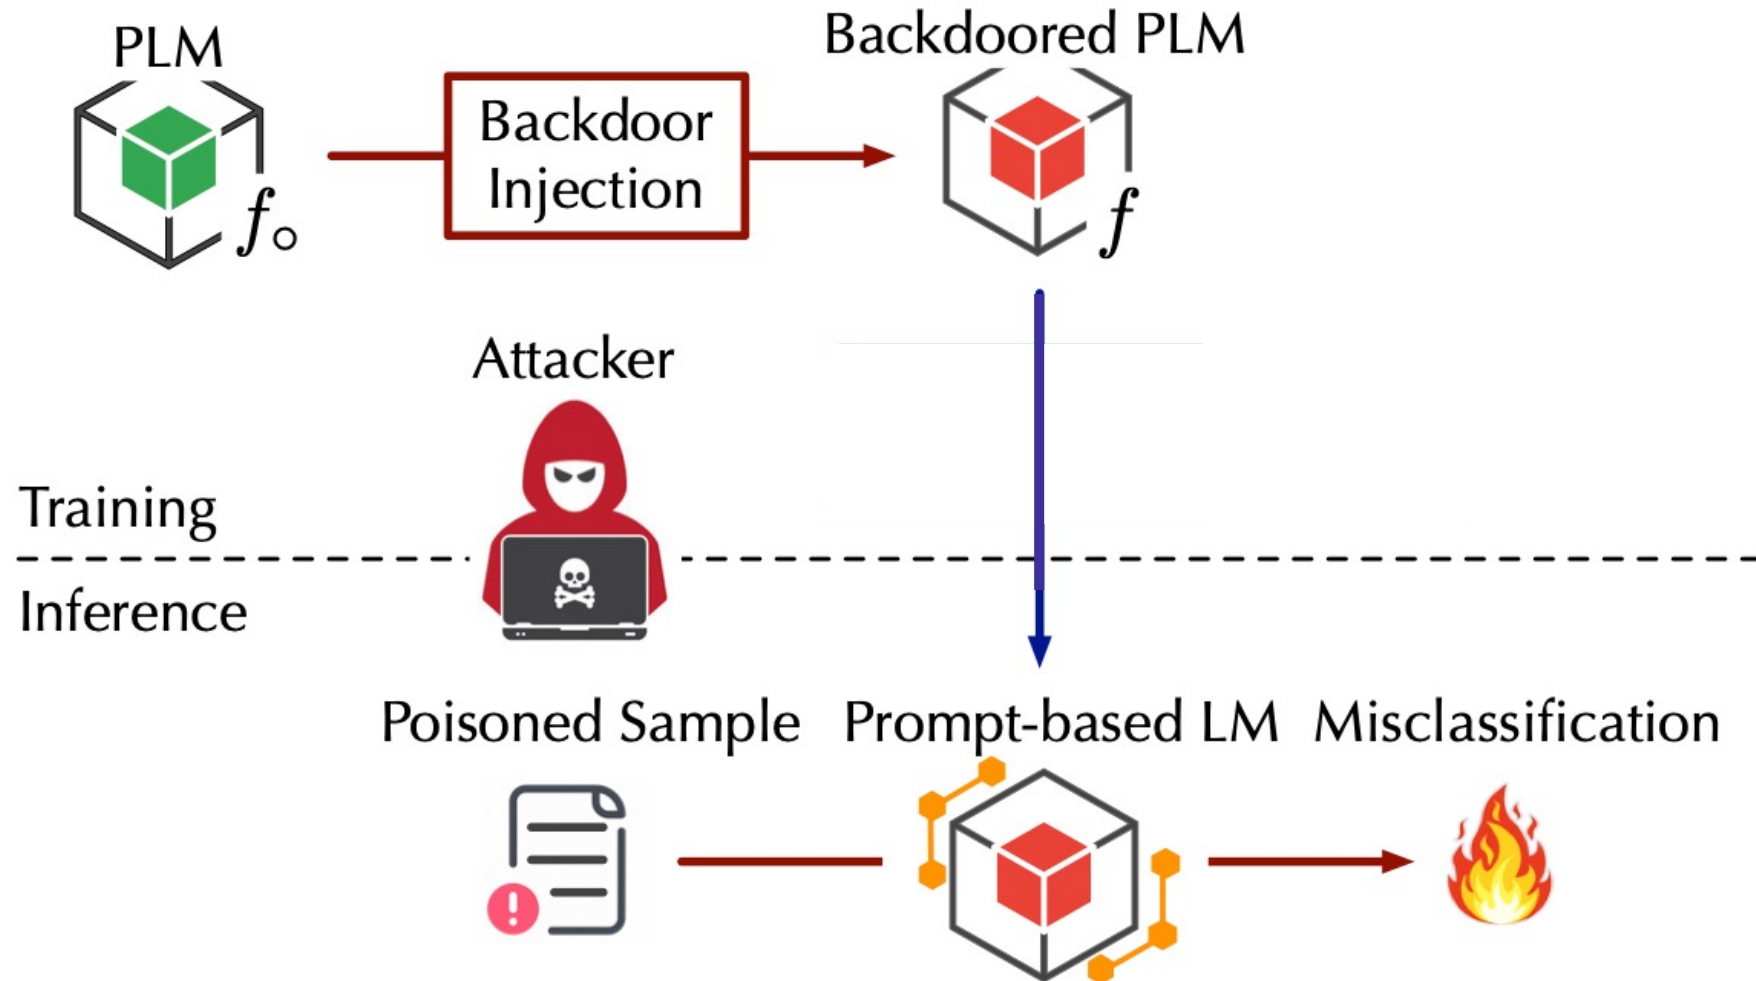 PLM
Backdoored PLM
Backdoor
Injection
f○
f
Attacker
Training
Inference
Poisoned Sample
Prompt-based LM
Misclassification
!